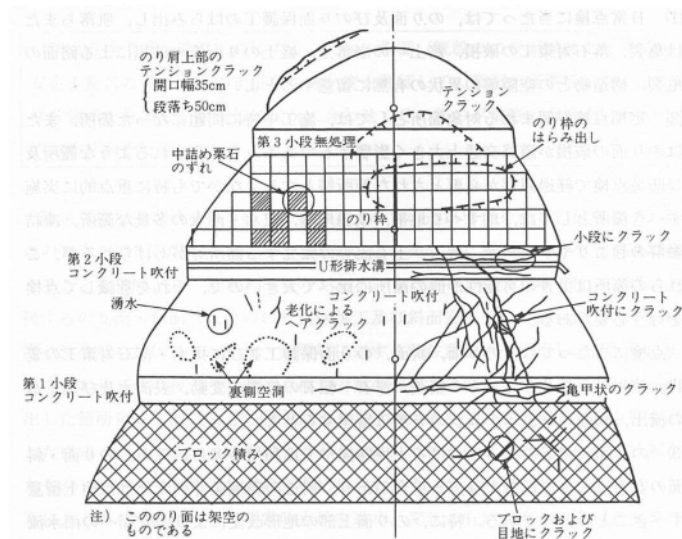 のり肩上部の
テンションクラック
開口幅35cm
段落ち50cm
テンション
クラック
のり枠の
はらみ出し
第3小段無処理
中詰め栗石
のずれ
のり枠
小段にクラック
第2小段
コンクリート吹付
U形排水溝
コンクリート吹付
コンクリート
吹付にクラック
湧水
老化による
ヘアクラック
第1小段
コンクリート吹付
裏側空洞
亀甲状のクラック
ブロック積み
ブロックおよび
目地にクラック
注）このり面は架空の
ものである